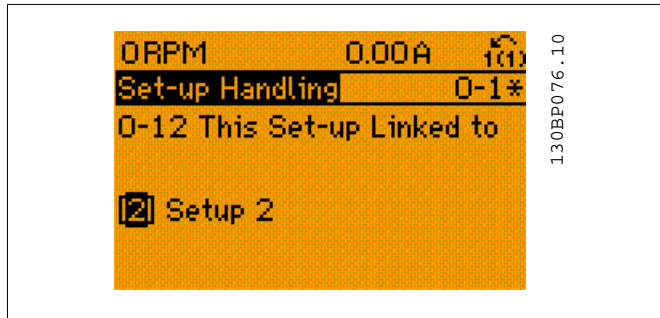 0RPM 0.00A 1(1)
Set-up Handling 0-1*
0-12 This Set-up Linked to
[2] Setup 2
130BP076.10